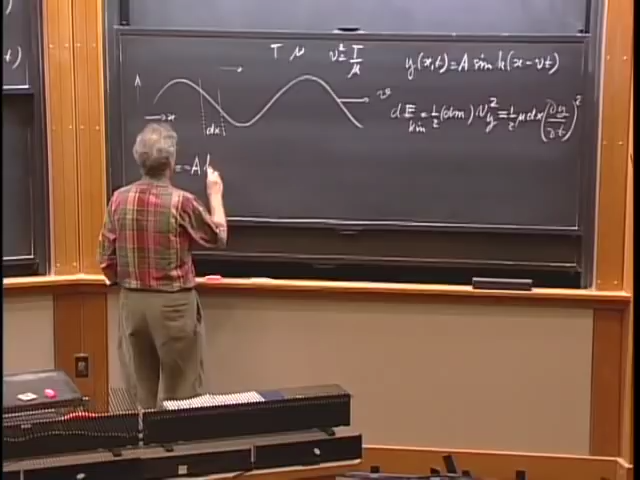 T μ v² = T/μ
y(x,t) = A sin k(x-vt)
v
dE_kin = 1/2 (dm) v_y² = 1/2 μ dx (∂y/∂t)²
x
dx
= -A
)